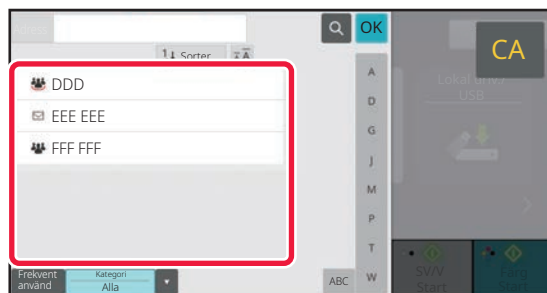 OK
CA
1 Sorter
A
DDD
EEE EEE
FFF FFF
A
D
G
J
M
P
T
W
ABC
Lokal enhet
USB
Frekvent
använd
Kategori
Alla
SV/V
Start
Färg
Start